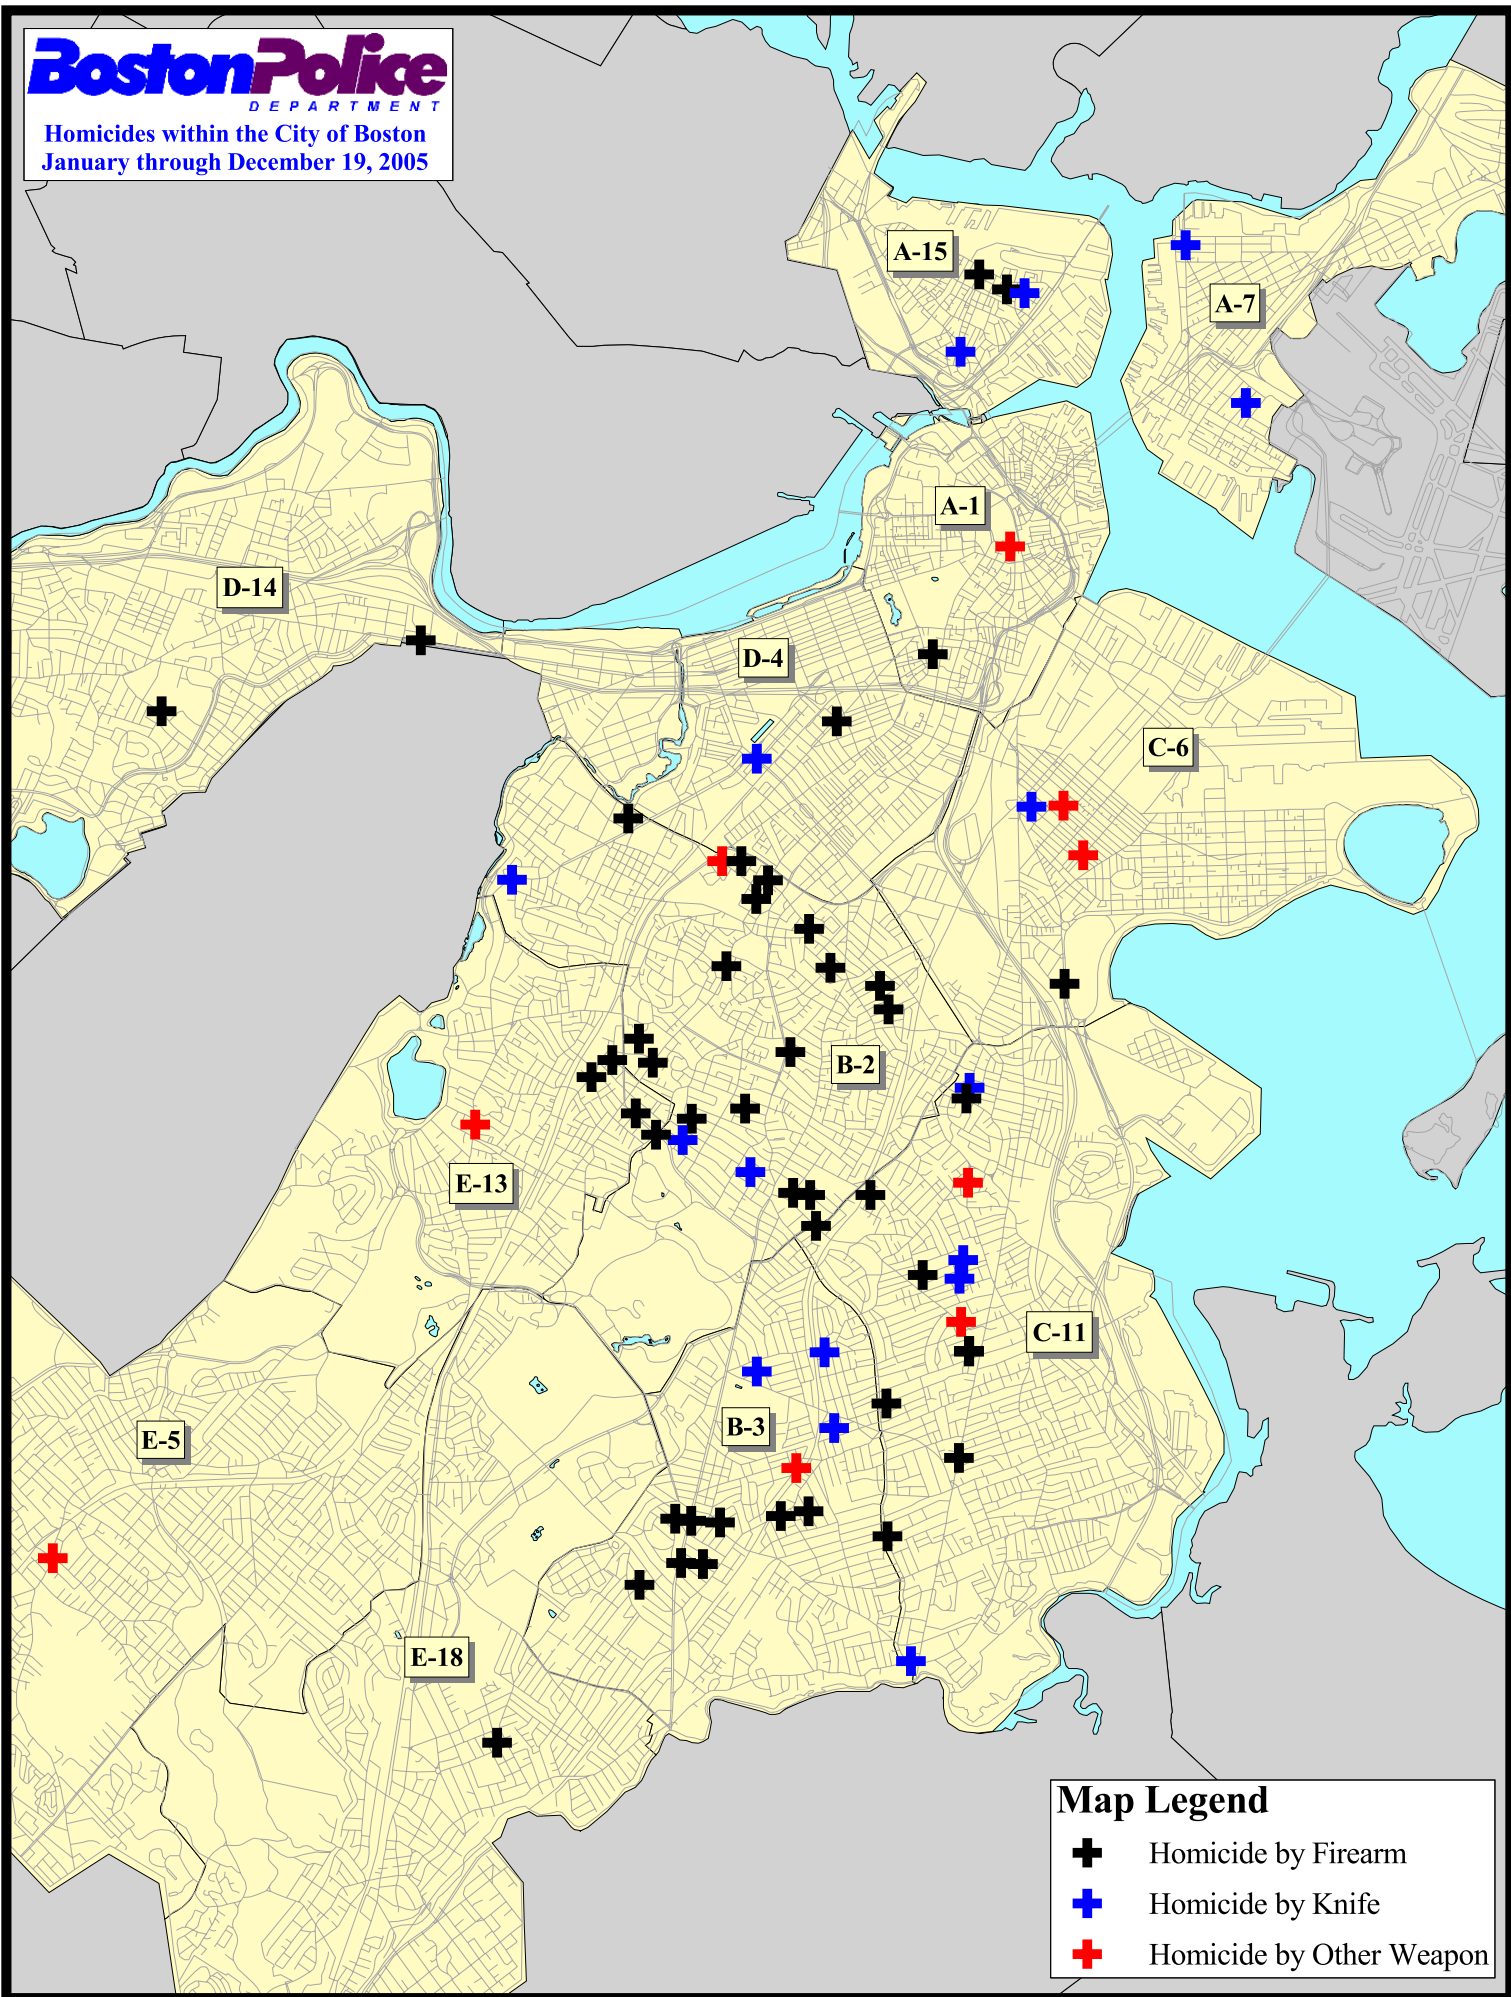 BostonPolice
DEPARTMENT
Homicides within the City of Boston
January through December 19, 2005
A-15
A-7
A-1
D-14
D-4
C-6
B-2
E-13
C-11
B-3
E-5
E-18
Map Legend
Homicide by Firearm
Homicide by Knife
Homicide by Other Weapon